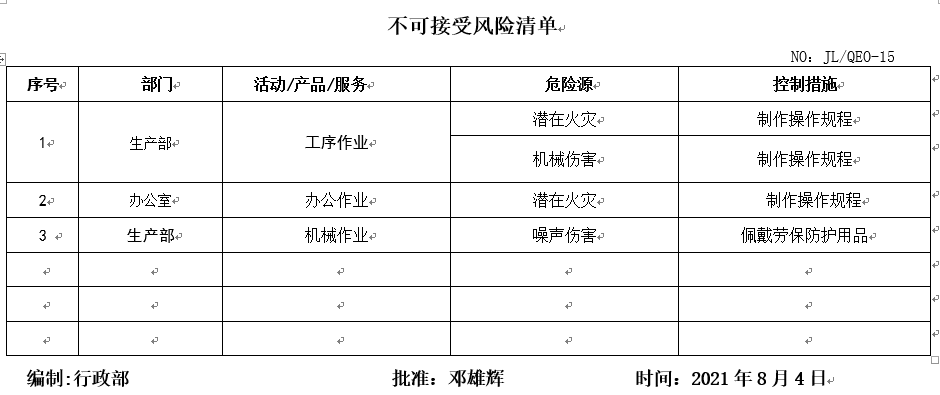 不可接受风险清单
NO: JL/QEO-15
序号 部门 活动/产品/服务 危险源 控制措施
1 生产部 工序作业 潜在火灾 制作操作规程
机械伤害 制作操作规程
2 办公室 办公作业 潜在火灾 制作操作规程
3 生产部 机械作业 噪声伤害 佩戴劳保防护用品
编制:行政部 批准：邓雄辉 时间：2021年8月4日